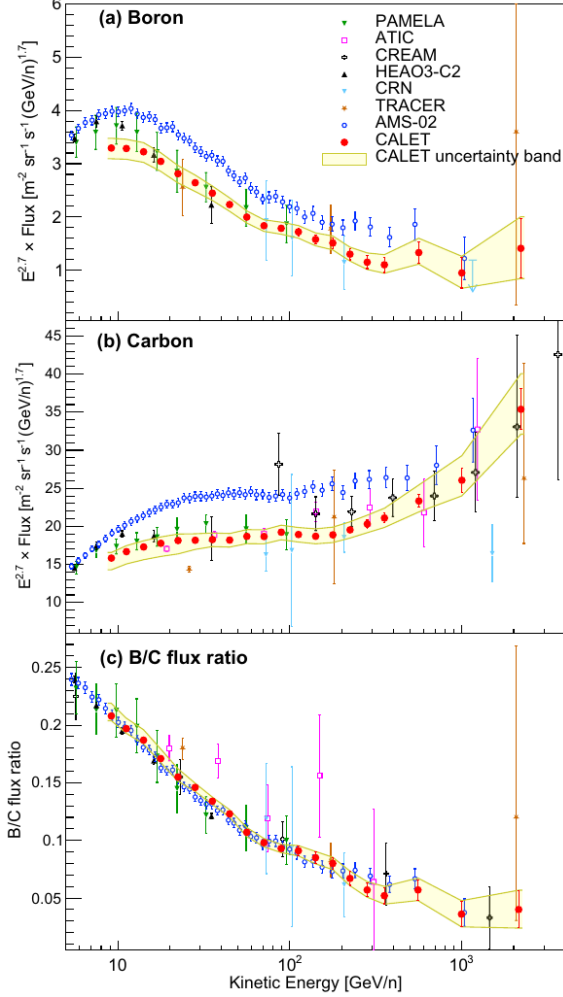 (a) Boron
PAMELA
ATIC
CREAM
HEAO3-C2
CRN
TRACER
AMS-02
CALET
CALET uncertainty band
E^2.7 × Flux [m^-2 sr^-1 s^-1 (GeV/n)^1.7]
6
5
4
3
2
1
(b) Carbon
E^2.7 × Flux [m^-2 sr^-1 s^-1 (GeV/n)^1.7]
45
40
35
30
25
20
15
10
(c) B/C flux ratio
B/C flux ratio
0.25
0.2
0.15
0.1
0.05
10
10^2
10^3
Kinetic Energy [GeV/n]